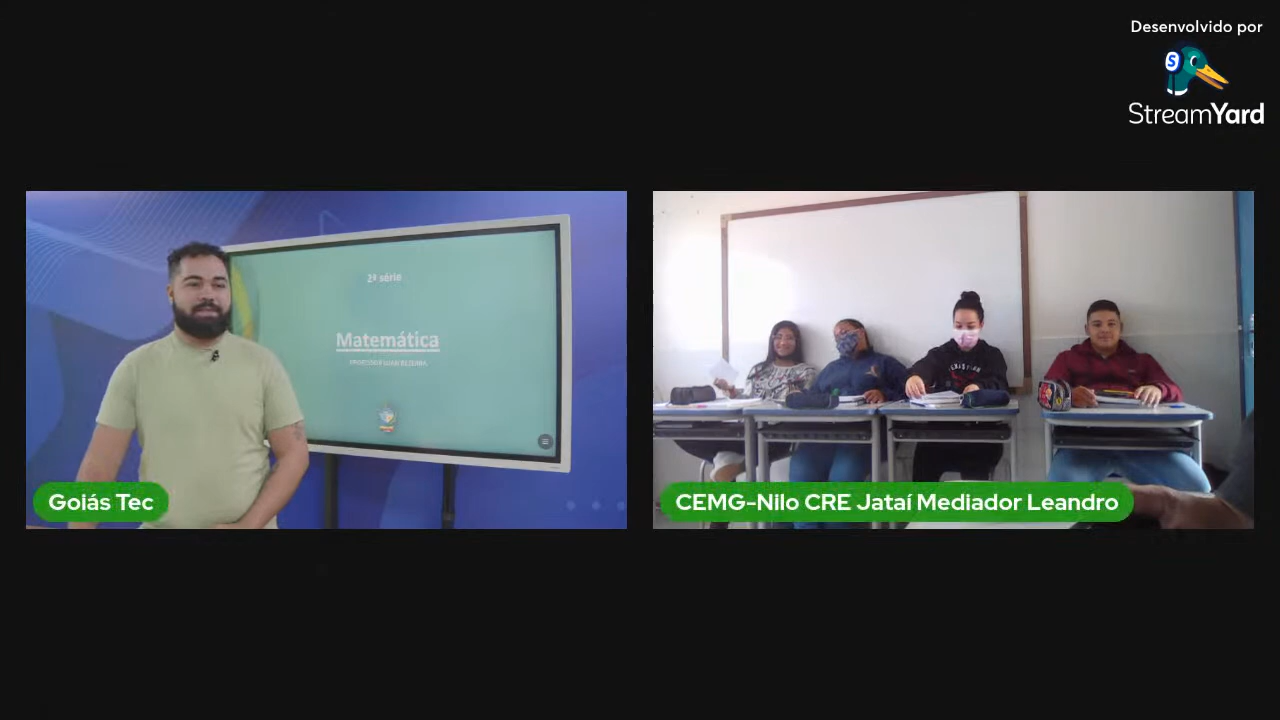 Desenvolvido por
StreamYard
2ª série
Matemática
Goiás Tec
CEMG-Nilo CRE Jataí Mediador Leandro